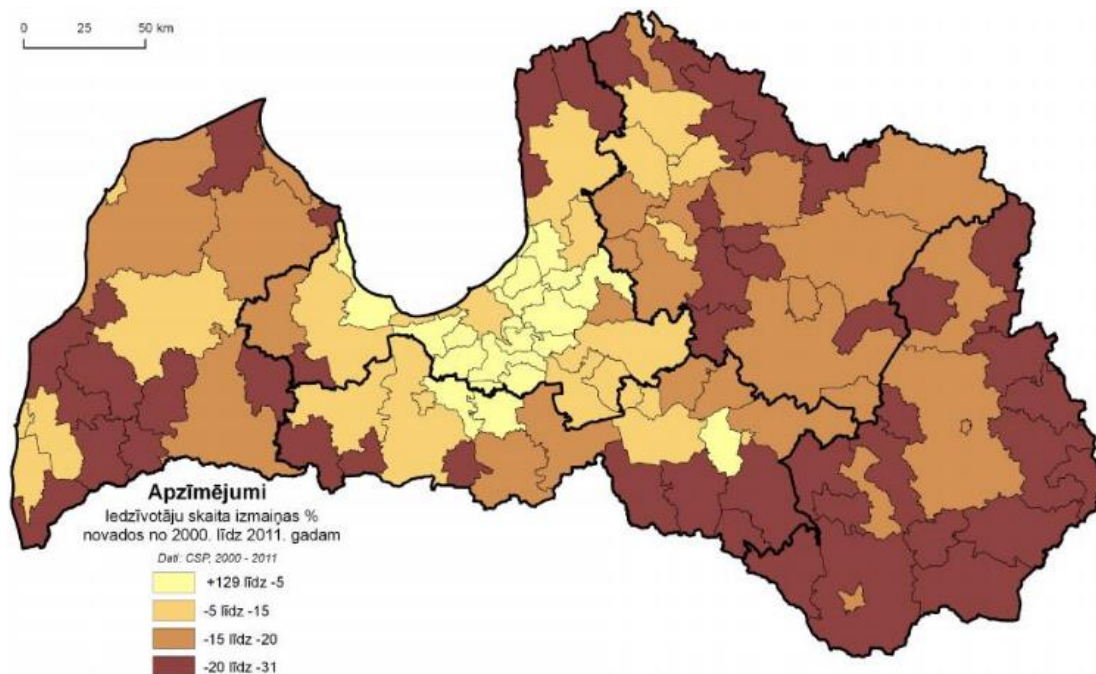 0 25 50 km
Apzīmējumi
Iedzīvotāju skaita izmaiņas %
novados no 2000. līdz 2011. gadam
Dati: CSP, 2000 - 2011
+129 līdz -5
-5 līdz -15
-15 līdz -20
-20 līdz -31